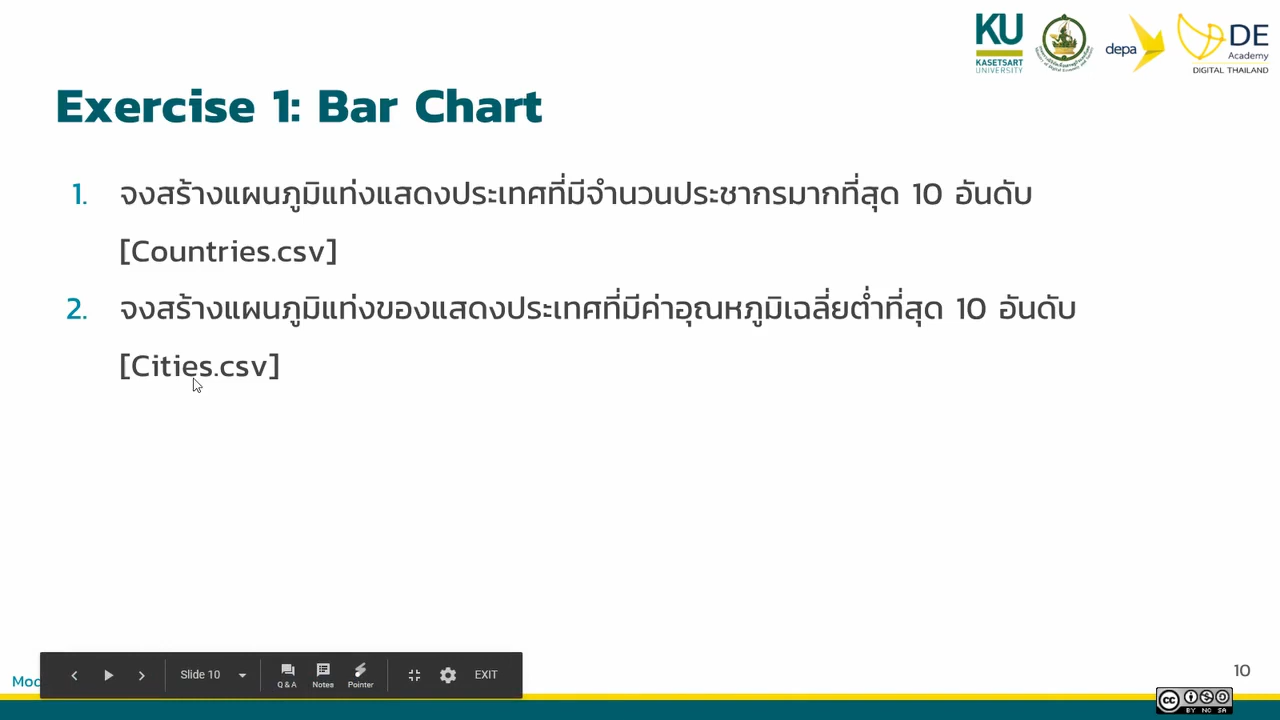 KU
KASETSART
UNIVERSITY
depa
DE
Academy
DIGITAL THAILAND
Exercise 1: Bar Chart
1. จงสร้างแผนภูมิแท่งแสดงประเทศที่มีจำนวนประชากรมากที่สุด 10 อันดับ
[Countries.csv]
2. จงสร้างแผนภูมิแท่งของแสดงประเทศที่มีค่าอุณหภูมิเฉลี่ยต่ำที่สุด 10 อันดับ
[Cities.csv]
Slide 10
Q & A
Notes
Pointer
EXIT
10
cc
BY NC SA